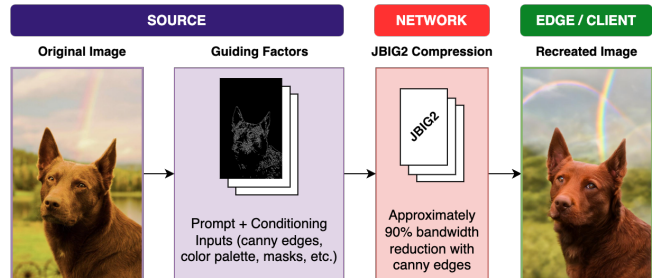 SOURCE
NETWORK
EDGE / CLIENT
Original Image
Guiding Factors
JBIG2 Compression
Recreated Image
JBIG2
Prompt + Conditioning
Inputs (canny edges,
color palette, masks, etc.)
Approximately
90% bandwidth
reduction with
canny edges